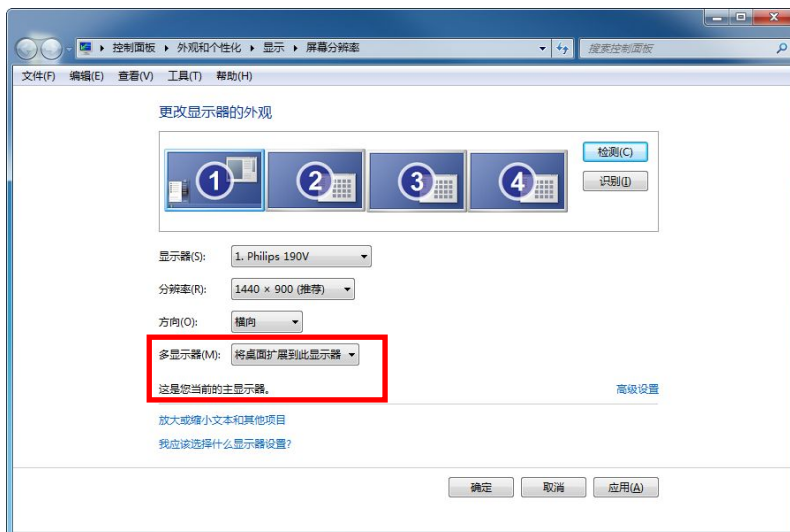 控制面板 ▸ 外观和个性化 ▸ 显示 ▸ 屏幕分辨率
搜索控制面板
文件(F) 编辑(E) 查看(V) 工具(T) 帮助(H)
更改显示器的外观
1 2 3 4
检测(C)
识别(I)
显示器(S): 1. Philips 190V
分辨率(R): 1440 × 900 (推荐)
方向(O): 横向
多显示器(M): 将桌面扩展到此显示器
这是您当前的主显示器。 高级设置
放大或缩小文本和其他项目
我应该选择什么显示器设置?
确定 取消 应用(A)